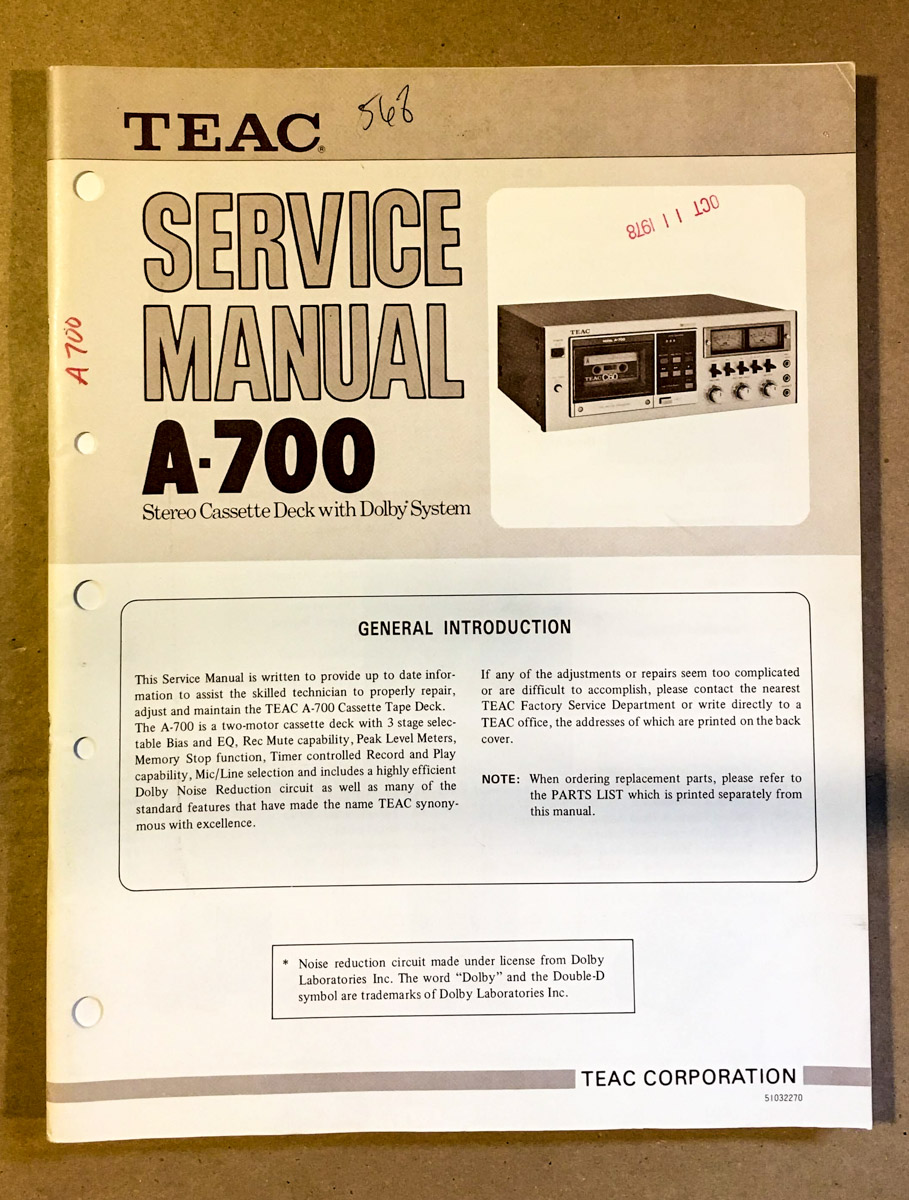 TEAC®
568
SERVICE
MANUAL
A-700
Stereo Cassette Deck with Dolby* System
OCT 11 1978
A 700
TEAC
TEAC C60
GENERAL INTRODUCTION
This Service Manual is written to provide up to date infor-
mation to assist the skilled technician to properly repair,
adjust and maintain the TEAC A-700 Cassette Tape Deck.
The A-700 is a two-motor cassette deck with 3 stage selec-
table Bias and EQ, Rec Mute capability, Peak Level Meters,
Memory Stop function, Timer controlled Record and Play
capability, Mic/Line selection and includes a highly efficient
Dolby Noise Reduction circuit as well as many of the
standard features that have made the name TEAC synony-
mous with excellence.
If any of the adjustments or repairs seem too complicated
or are difficult to accomplish, please contact the nearest
TEAC Factory Service Department or write directly to a
TEAC office, the addresses of which are printed on the back
cover.
NOTE: When ordering replacement parts, please refer to
the PARTS LIST which is printed separately from
this manual.
* Noise reduction circuit made under license from Dolby
Laboratories Inc. The word “Dolby” and the Double-D
symbol are trademarks of Dolby Laboratories Inc.
TEAC CORPORATION
51032270